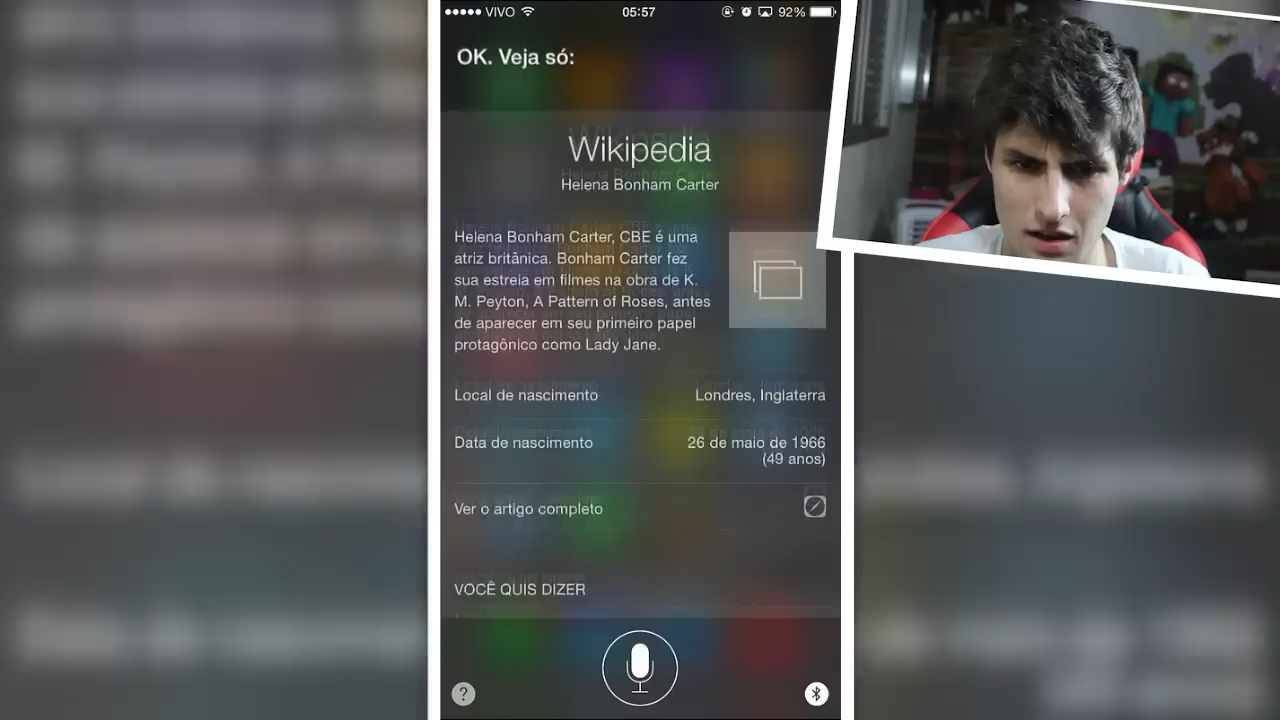 VIVO 05:57 92%
OK. Veja só:
Wikipedia
Helena Bonham Carter
Helena Bonham Carter, CBE é uma
atriz britânica. Bonham Carter fez
sua estreia em filmes na obra de K.
M. Peyton, A Pattern of Roses, antes
de aparecer em seu primeiro papel
protagônico como Lady Jane.
Local de nascimento Londres, Inglaterra
Data de nascimento 26 de maio de 1966
(49 anos)
Ver o artigo completo
VOCÊ QUIS DIZER
?